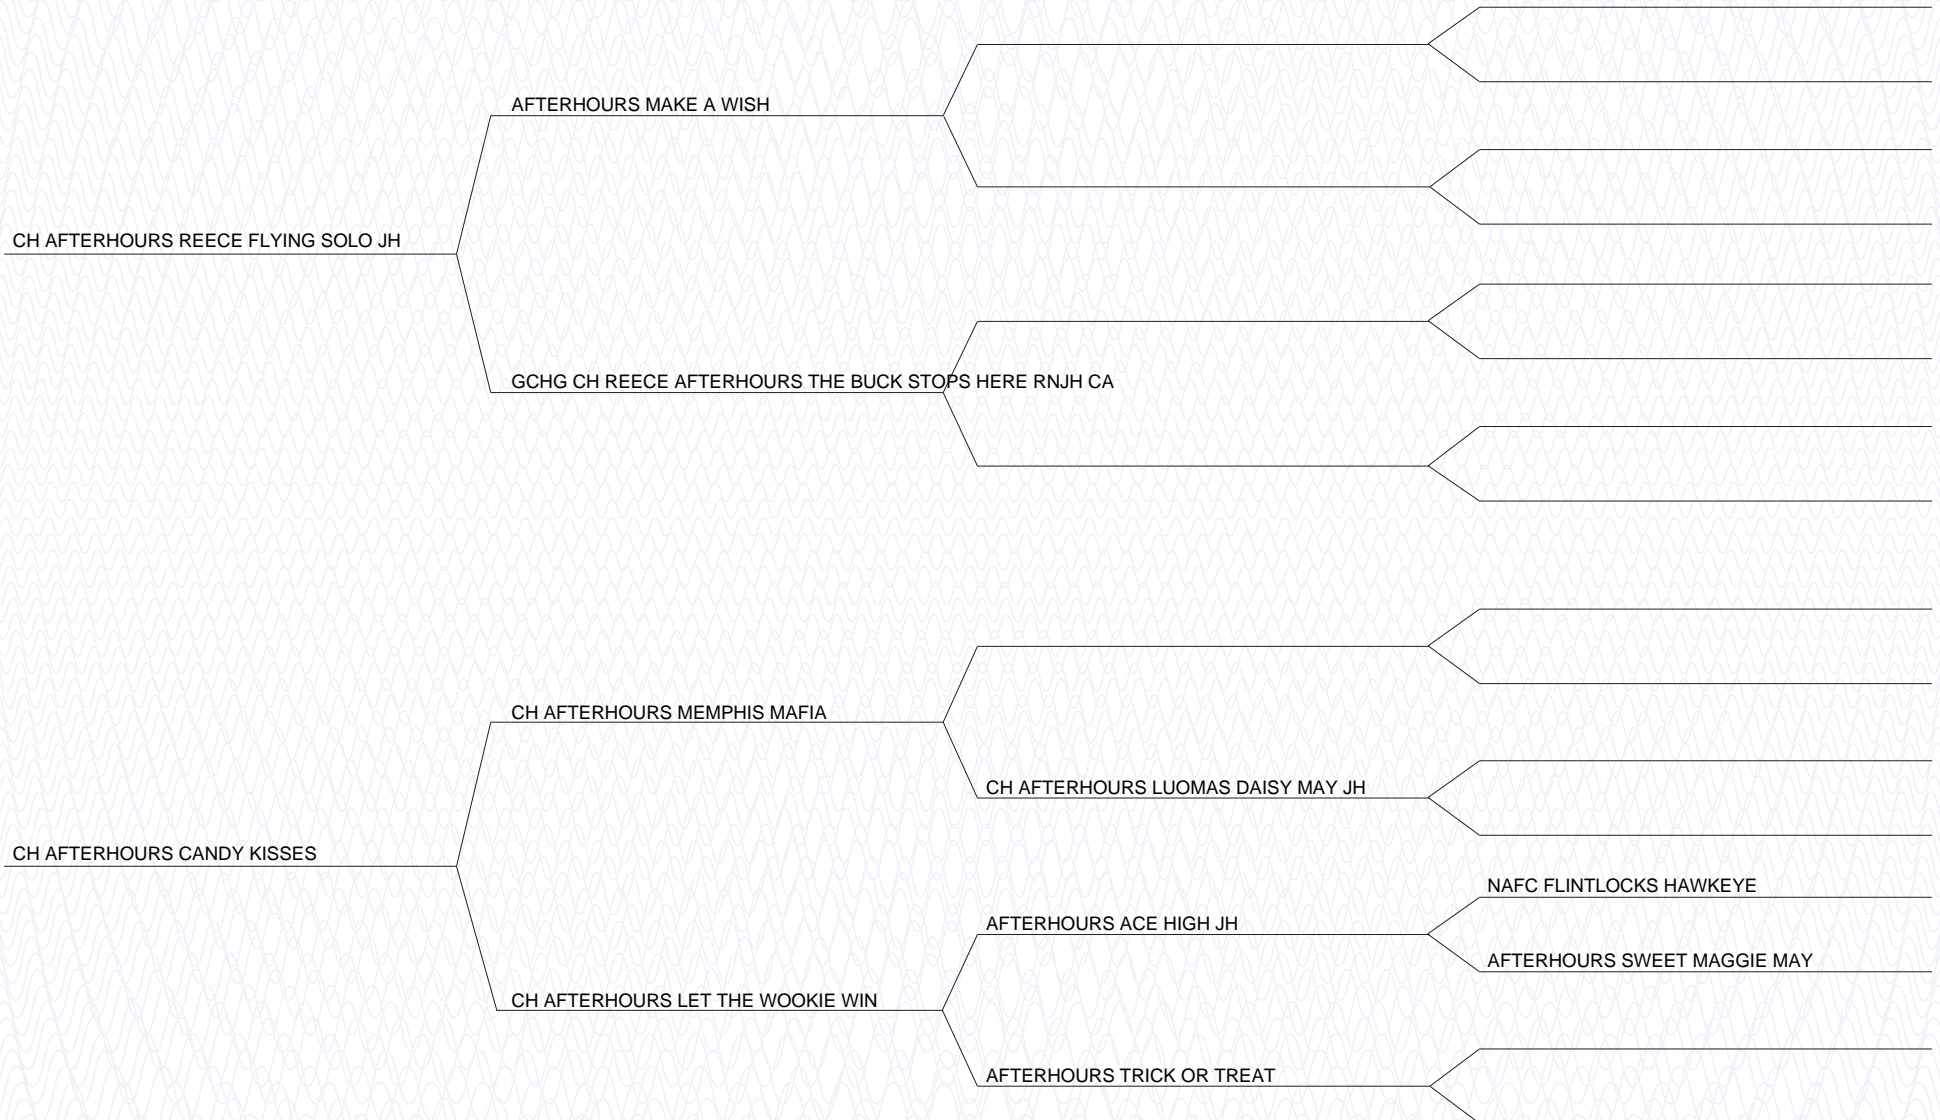 AFTERHOURS MAKE A WISH
CH AFTERHOURS REECE FLYING SOLO JH
GCHG CH REECE AFTERHOURS THE BUCK STOPS HERE RNJH CA
CH AFTERHOURS MEMPHIS MAFIA
CH AFTERHOURS LUOMAS DAISY MAY JH
CH AFTERHOURS CANDY KISSES
NAFC FLINTLOCKS HAWKEYE
AFTERHOURS ACE HIGH JH
AFTERHOURS SWEET MAGGIE MAY
CH AFTERHOURS LET THE WOOKIE WIN
AFTERHOURS TRICK OR TREAT